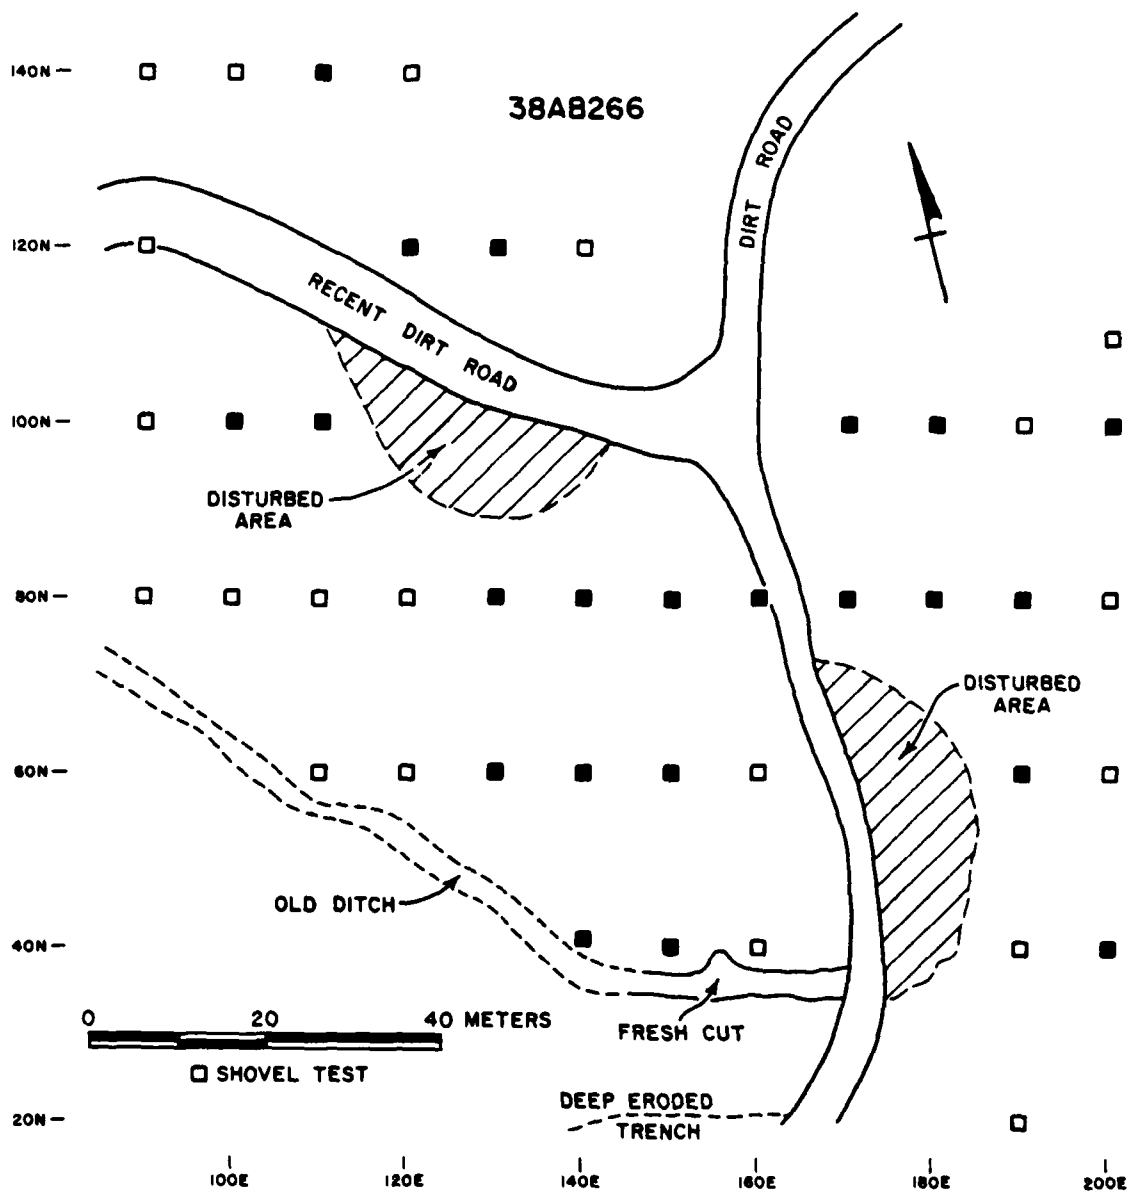 140N
38AB266
DIRT ROAD
120N
RECENT DIRT ROAD
100N
DISTURBED
AREA
80N
DISTURBED
AREA
60N
OLD DITCH
40N
0 20 40 METERS
FRESH CUT
SHOVEL TEST
DEEP ERODED
TRENCH
20N
100E 120E 140E 160E 180E 200E